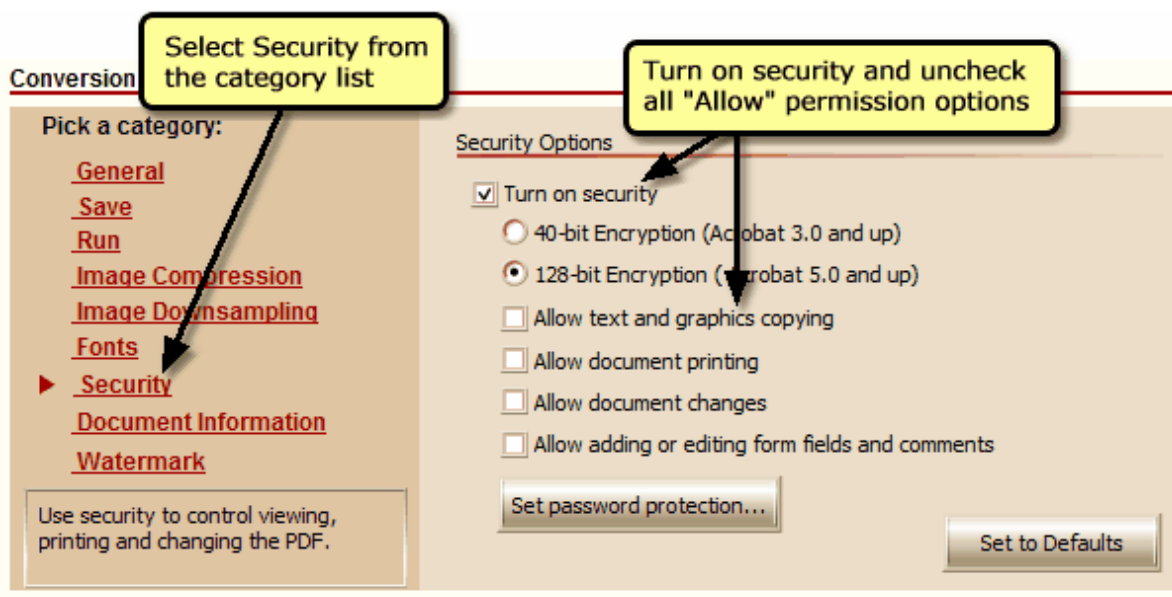 Select Security from
the category list
Turn on security and uncheck
all "Allow" permission options
Conversion
Pick a category:
General
Save
Run
Image Compression
Image Downsampling
Fonts
Security
Document Information
Watermark
Use security to control viewing,
printing and changing the PDF.
Security Options
Turn on security
40-bit Encryption (Acrobat 3.0 and up)
128-bit Encryption (Acrobat 5.0 and up)
Allow text and graphics copying
Allow document printing
Allow document changes
Allow adding or editing form fields and comments
Set password protection...
Set to Defaults